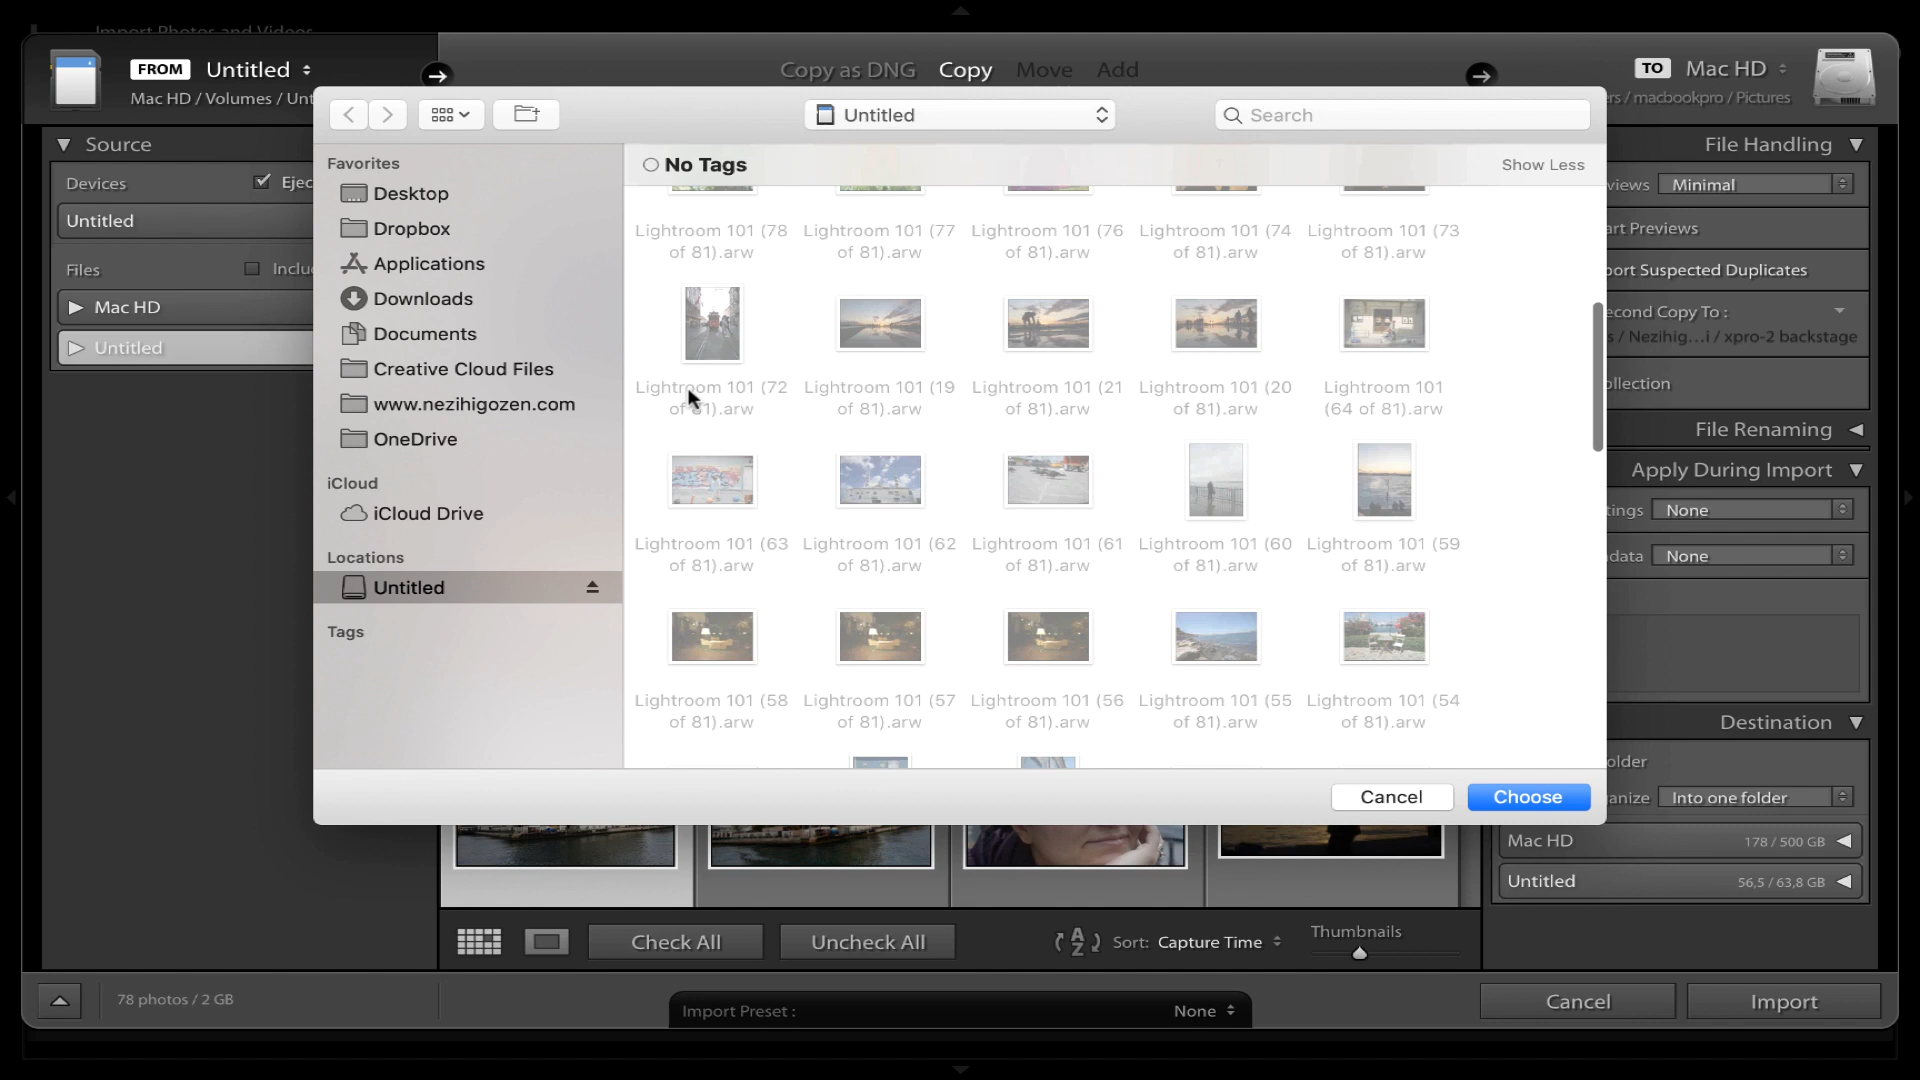 Import Photos and Videos
FROM Untitled
Mac HD / Volumes / Unt
Copy as DNG Copy Move Add
TO Mac HD
ers / macbookpro / Pictures
Source
Devices
Ejec
Untitled
Files
Inclu
Mac HD
Untitled
Untitled
Search
Favorites
Desktop
Dropbox
Applications
Downloads
Documents
Creative Cloud Files
www.nezihigozen.com
OneDrive
iCloud
iCloud Drive
Locations
Untitled
Tags
No Tags
Show Less
Lightroom 101 (78 of 81).arw
Lightroom 101 (77 of 81).arw
Lightroom 101 (76 of 81).arw
Lightroom 101 (74 of 81).arw
Lightroom 101 (73 of 81).arw
Lightroom 101 (72 of 81).arw
Lightroom 101 (19 of 81).arw
Lightroom 101 (21 of 81).arw
Lightroom 101 (20 of 81).arw
Lightroom 101 (64 of 81).arw
Lightroom 101 (63 of 81).arw
Lightroom 101 (62 of 81).arw
Lightroom 101 (61 of 81).arw
Lightroom 101 (60 of 81).arw
Lightroom 101 (59 of 81).arw
Lightroom 101 (58 of 81).arw
Lightroom 101 (57 of 81).arw
Lightroom 101 (56 of 81).arw
Lightroom 101 (55 of 81).arw
Lightroom 101 (54 of 81).arw
Cancel
Choose
File Handling
views Minimal
art Previews
port Suspected Duplicates
econd Copy To :
s / Nezihig...i / xpro-2 backstage
ollection
File Renaming
Apply During Import
tings None
data None
Destination
older
anize Into one folder
Mac HD 178 / 500 GB
Untitled 56,5 / 63,8 GB
Check All
Uncheck All
Sort: Capture Time
Thumbnails
78 photos / 2 GB
Import Preset : None
Cancel
Import